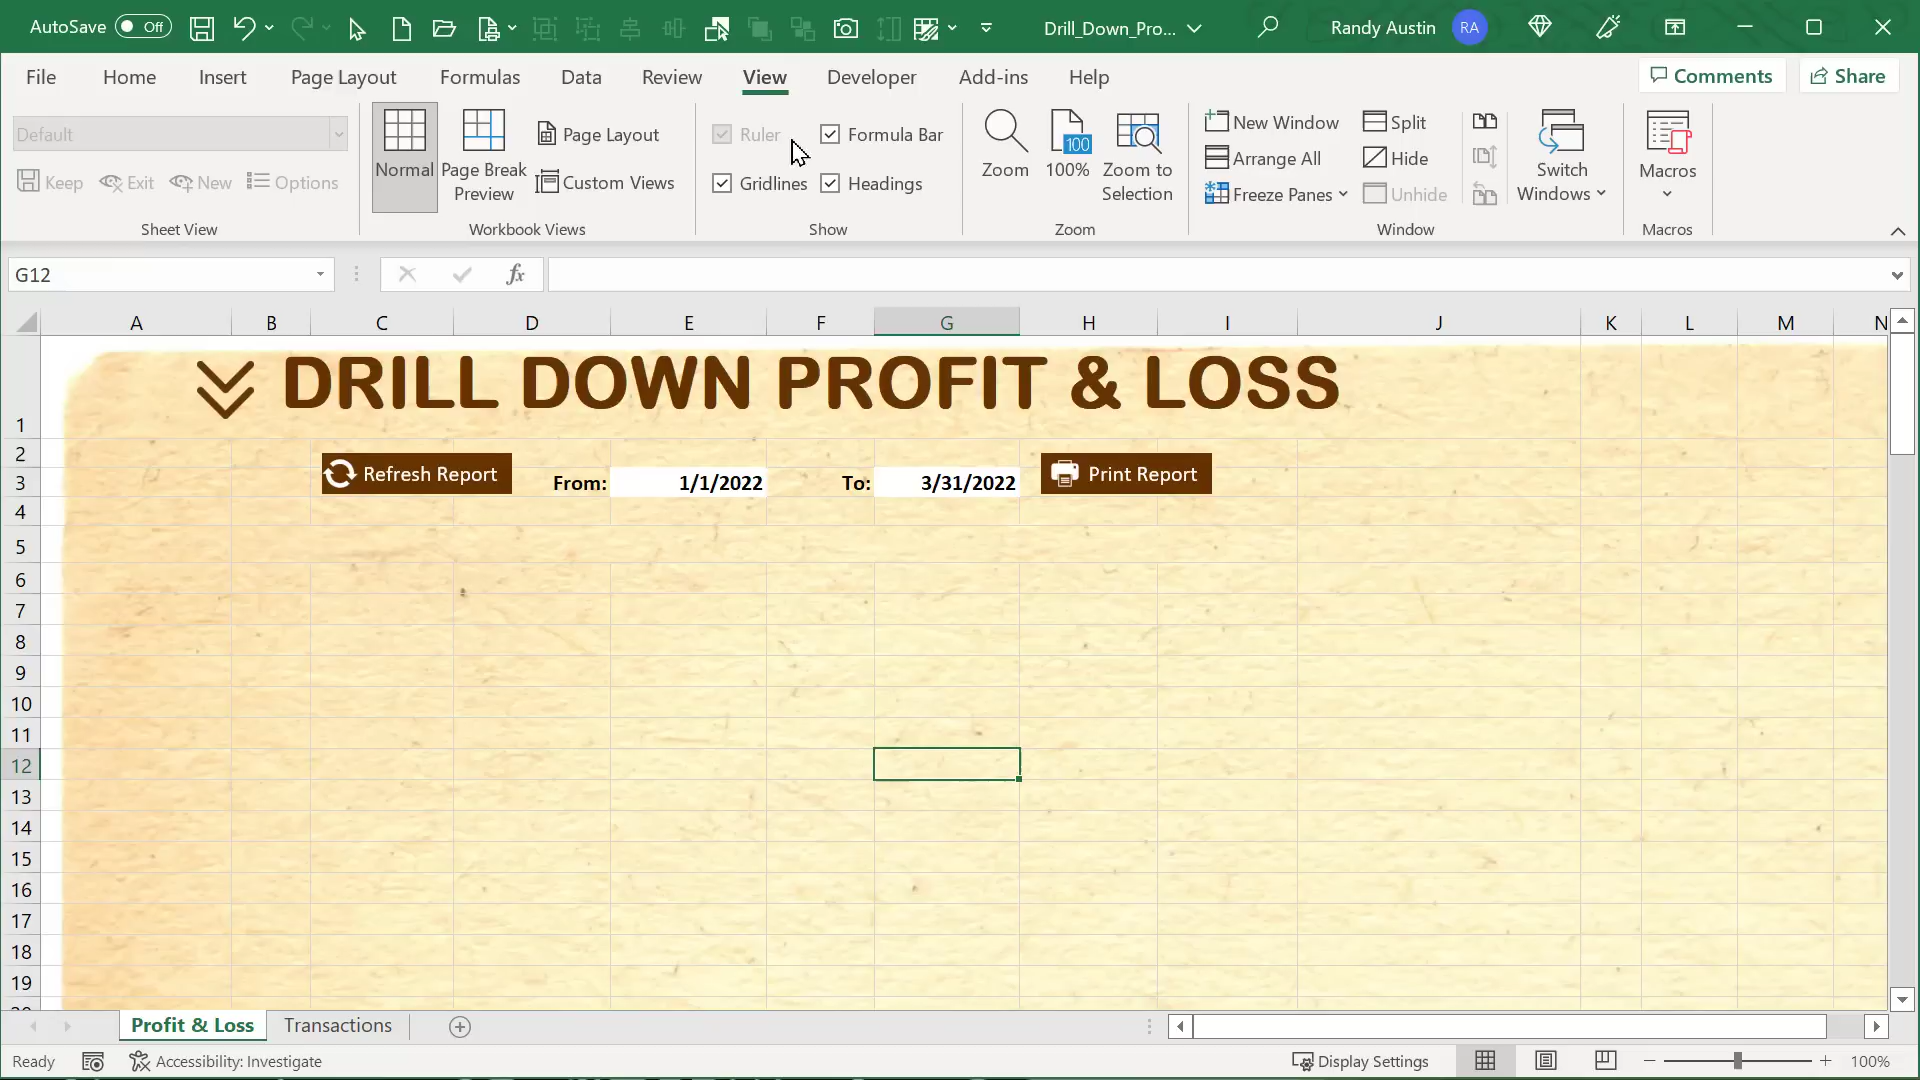 AutoSave Off Drill_Down_Pro... Randy Austin RA
File Home Insert Page Layout Formulas Data Review View Developer Add-ins Help Comments Share
Default
Keep Exit New Options
Sheet View
Normal
Page Break
Preview
Page Layout
Custom Views
Workbook Views
Ruler Formula Bar
Gridlines Headings
Show
Zoom
100
100%
Zoom to
Selection
Zoom
New Window
Arrange All
Freeze Panes
Split
Hide
Unhide
Switch
Windows
Window
Macros
Macros
G12 fx
A B C D E F G H I J K L M N
DRILL DOWN PROFIT & LOSS
1
2
Refresh Report From: 1/1/2022 To: 3/31/2022 Print Report
3
4
5
6
7
8
9
10
11
12
13
14
15
16
17
18
19
20
Profit & Loss Transactions
Ready Accessibility: Investigate Display Settings 100%